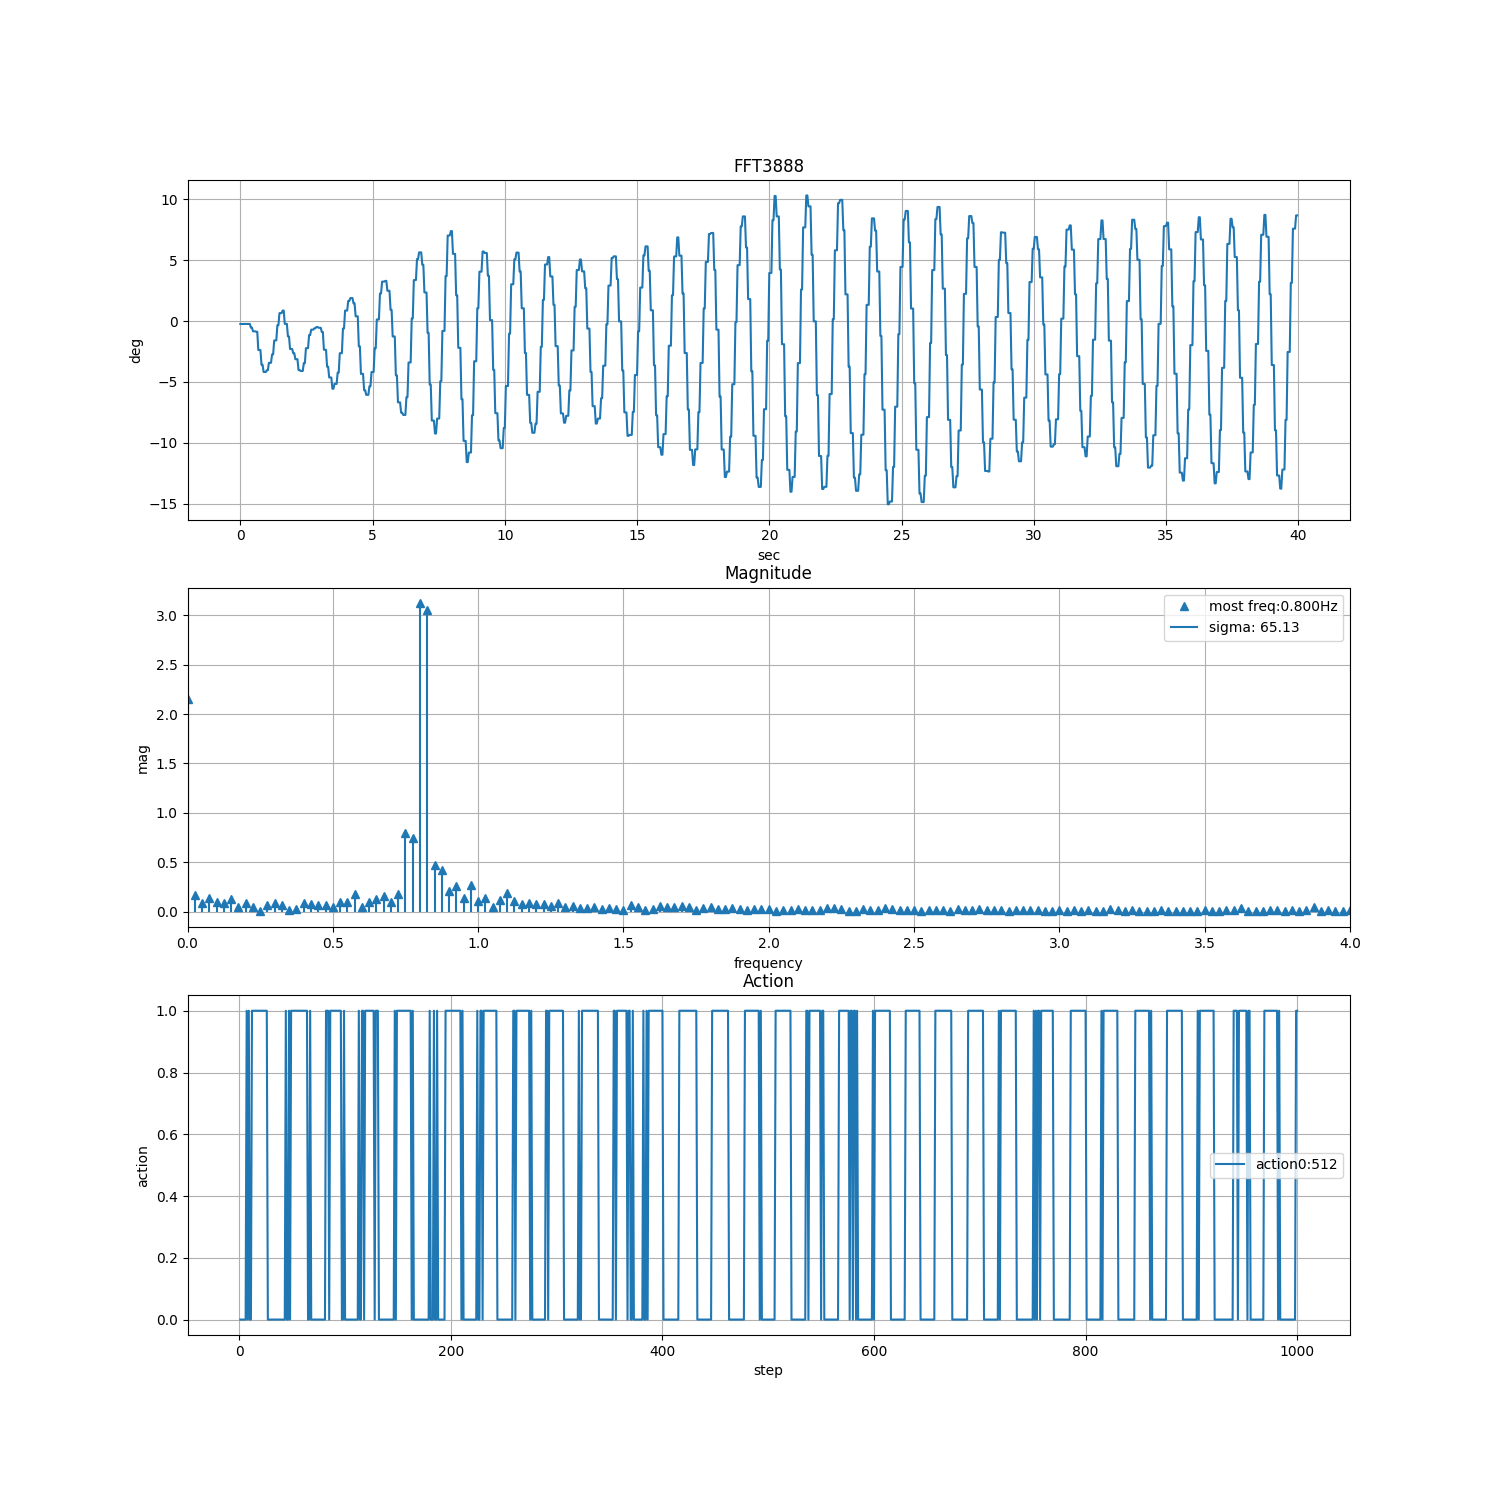 FFT3888
10
5
0
−5
−10
−15
deg
0 5 10 15 20 25 30 35 40
sec
Magnitude
3.0
2.5
2.0
1.5
1.0
0.5
0.0
mag
most freq:0.800Hz
sigma: 65.13
0.0 0.5 1.0 1.5 2.0 2.5 3.0 3.5 4.0
frequency
Action
1.0
0.8
0.6
0.4
0.2
0.0
action
action0:512
0 200 400 600 800 1000
step